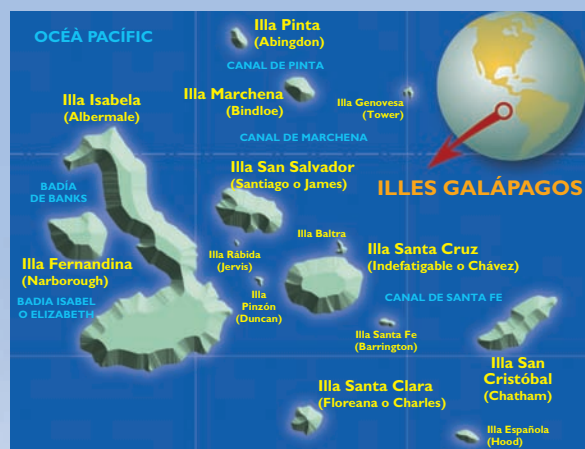 OCÉÀ PACÍFIC
Illa Pinta
(Abingdon)
CANAL DE PINTA
Illa Isabela
(Albermale)
Illa Marchena
(Bindloe)
Illa Genovesa
(Tower)
CANAL DE MARCHENA
Illa San Salvador
(Santiago o James)
ILLES GALÁPAGOS
BADÍA
DE BANKS
Illa Baltra
Illa Fernandina
(Narborough)
Illa Rábida
(Jervis)
Illa Santa Cruz
(Indefatigable o Chávez)
BADIA ISABEL
O ELIZABETH
Illa
Pinzón
(Duncan)
CANAL DE SANTA FE
Illa Santa Fe
(Barrington)
Illa San
Cristóbal
(Chatham)
Illa Santa Clara
(Floreana o Charles)
Illa Española
(Hood)